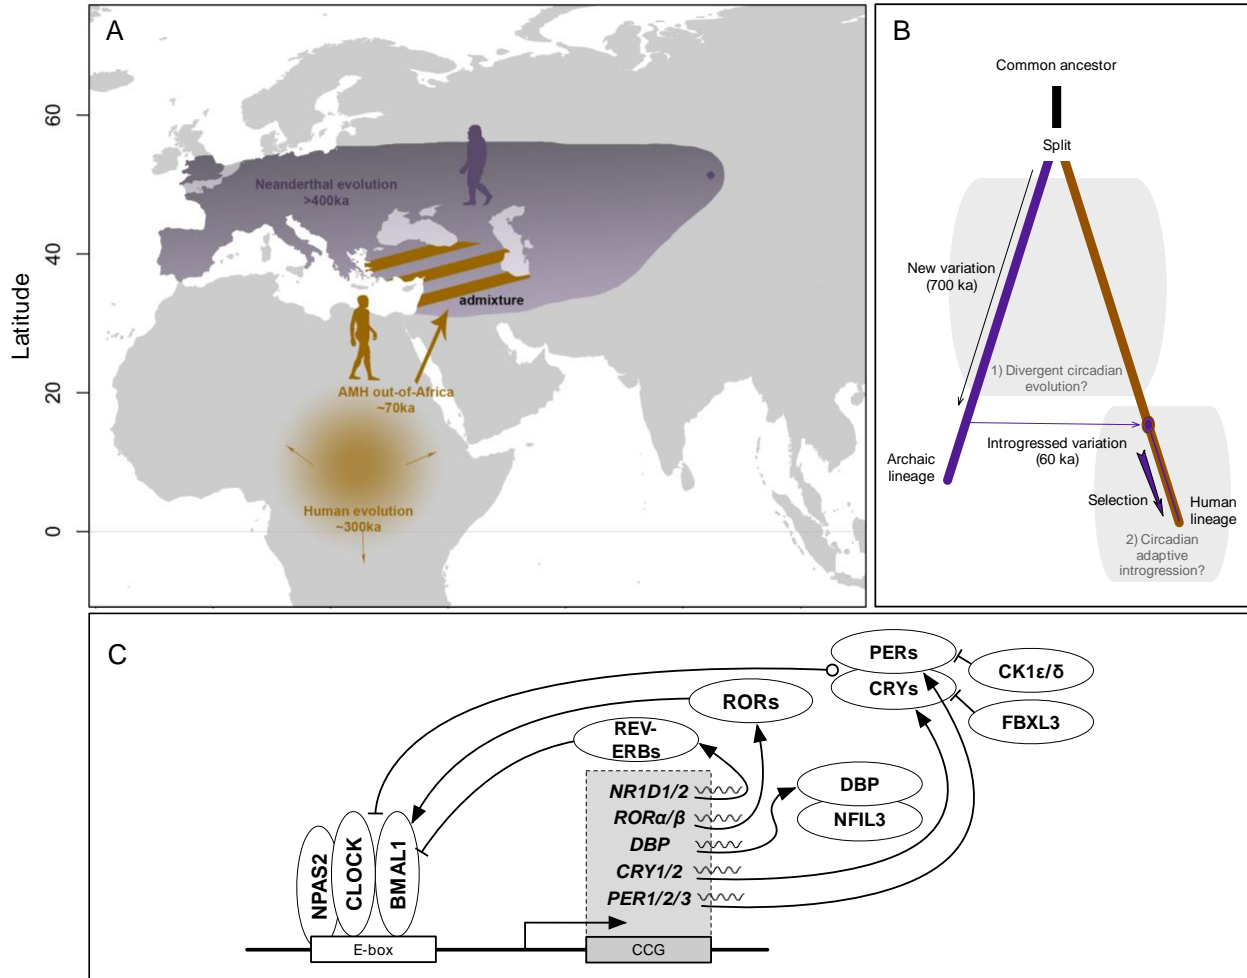 A
Latitude
60
40
20
0
Neanderthal evolution
>400ka
admixture
AMH out-of-Africa
~70ka
Human evolution
~300ka
B
Common ancestor
Split
New variation
(700 ka)
1) Divergent circadian
evolution?
Introgressed variation
(60 ka)
Archaic
lineage
Selection
Human
lineage
2) Circadian
adaptive
introgression?
C
PERs
CRYs
CK1ε/δ
FBXL3
RORs
REV-
ERBs
NR1D1/2
RORα/β
DBP
CRY1/2
PER1/2/3
DBP
NFIL3
NPAS2
CLOCK
BMAL1
E-box
CCG